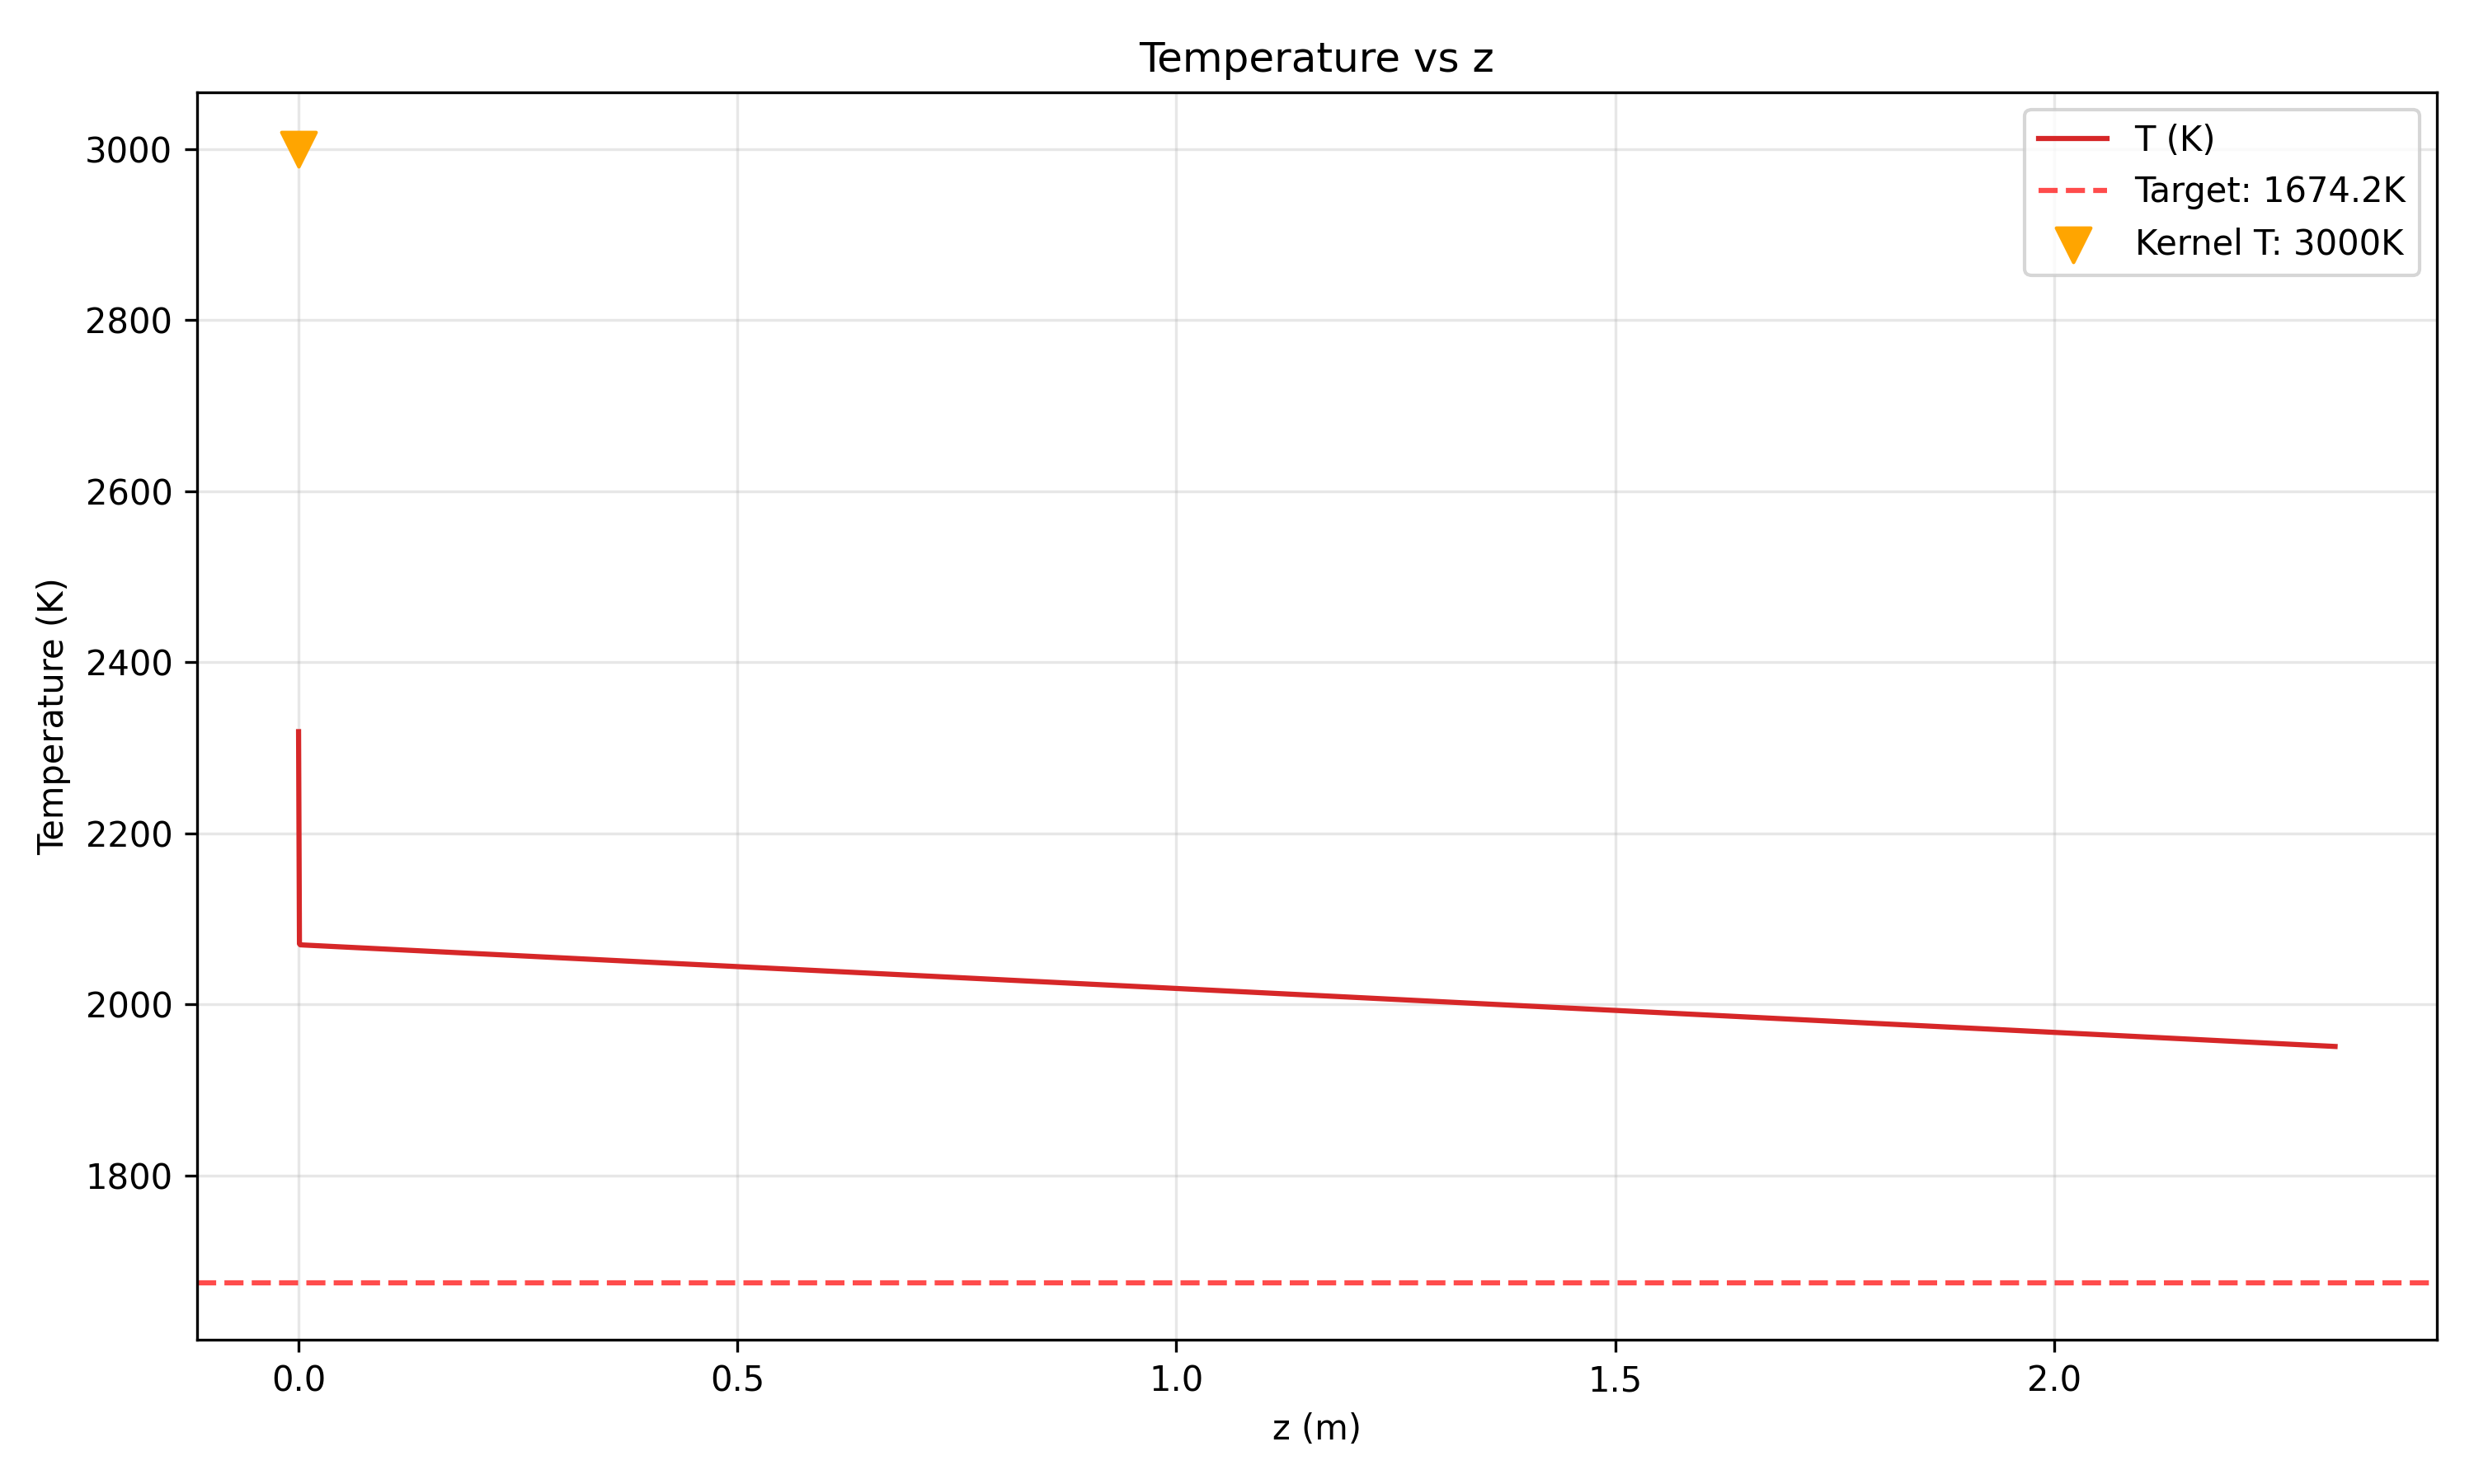 Temperature vs z
T (K)
Target: 1674.2K
Kernel T: 3000K
Temperature (K)
3000
2800
2600
2400
2200
2000
1800
0.0
0.5
1.0
1.5
2.0
z (m)